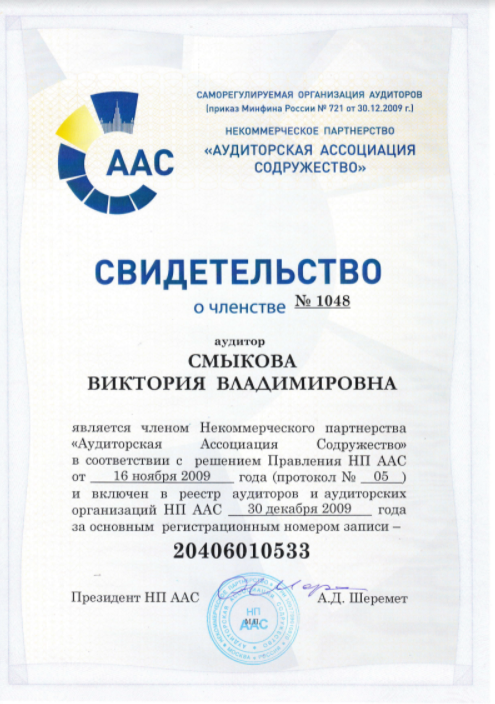 САМОРЕГУЛИРУЕМАЯ ОРГАНИЗАЦИЯ АУДИТОРОВ
(приказ Минфина России № 721 от 30.12.2009 г.)
НЕКОММЕРЧЕСКОЕ ПАРТНЕРСТВО
«АУДИТОРСКАЯ АССОЦИАЦИЯ
СОДРУЖЕСТВО»
ААС
СВИДЕТЕЛЬСТВО
о членстве № 1048
аудитор
СМЫКОВА
ВИКТОРИЯ ВЛАДИМИРОВНА
является членом Некоммерческого партнерства
«Аудиторская Ассоциация Содружество»
в соответствии с решением Правления НП ААС
от 16 ноября 2009 года (протокол № 05 )
и включен в реестр аудиторов и аудиторских
организаций НП ААС 30 декабря 2009 года
за основным регистрационным номером записи –
20406010533
Президент НП ААС А.Д. Шеремет
НП
ААС